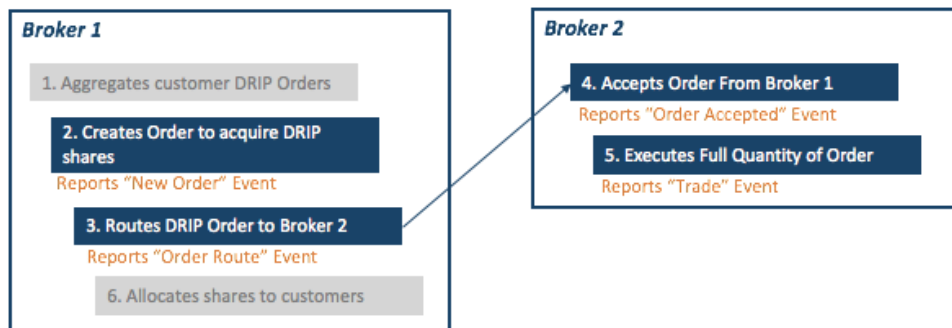 Broker 1
1. Aggregates customer DRIP Orders
2. Creates Order to acquire DRIP
shares
Reports “New Order” Event
3. Routes DRIP Order to Broker 2
Reports “Order Route” Event
6. Allocates shares to customers
Broker 2
4. Accepts Order From Broker 1
Reports “Order Accepted” Event
5. Executes Full Quantity of Order
Reports “Trade” Event